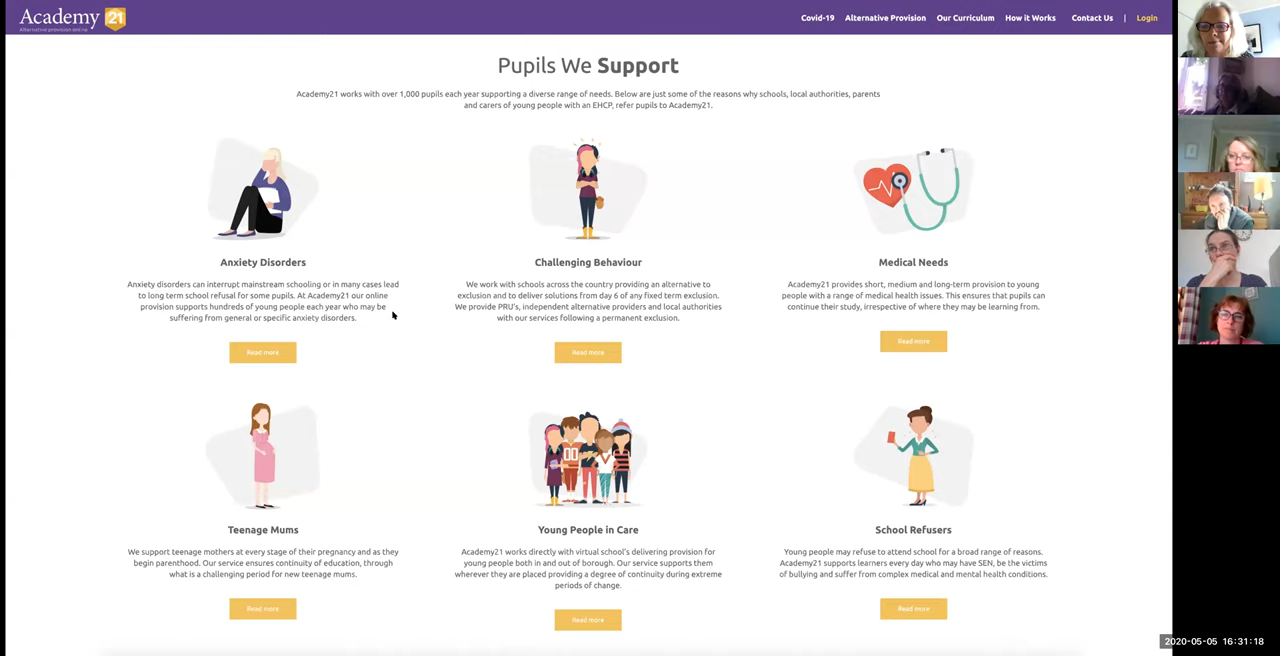 Academy 21
Alternative provision online
Covid-19 Alternative Provision Our Curriculum How it Works Contact Us | Login
Pupils We Support
Academy21 works with over 1,000 pupils each year supporting a diverse range of needs. Below are just some of the reasons why schools, local authorities, parents
and carers of young people with an EHCP, refer pupils to Academy21.
Anxiety Disorders
Anxiety disorders can interrupt mainstream schooling or in many cases lead
to long term school refusal for some pupils. At Academy21 our online
provision supports hundreds of young people each year who may be
suffering from general or specific anxiety disorders.
Read more
Challenging Behaviour
We work with schools across the country providing an alternative to
exclusion and to deliver solutions from day 6 of any fixed term exclusion.
We provide PRU's, independent alternative providers and local authorities
with our services following a permanent exclusion.
Read more
Medical Needs
Academy21 provides short, medium and long-term provision to young
people with a range of medical health issues. This ensures that pupils can
continue their study, irrespective of where they may be learning from.
Read more
Teenage Mums
We support teenage mothers at every stage of their pregnancy and as they
begin parenthood. Our service ensures continuity of education, through
what is a challenging period for new teenage mums.
Read more
Young People in Care
Academy21 works directly with virtual school's delivering provision for
young people both in and out of borough. Our service supports them
wherever they are placed providing a degree of continuity during extreme
periods of change.
Read more
School Refusers
Young people may refuse to attend school for a broad range of reasons.
Academy21 supports learners every day who may have SEN, be the victims
of bullying and suffer from complex medical and mental health conditions.
Read more
2020-05-05 16:31:18